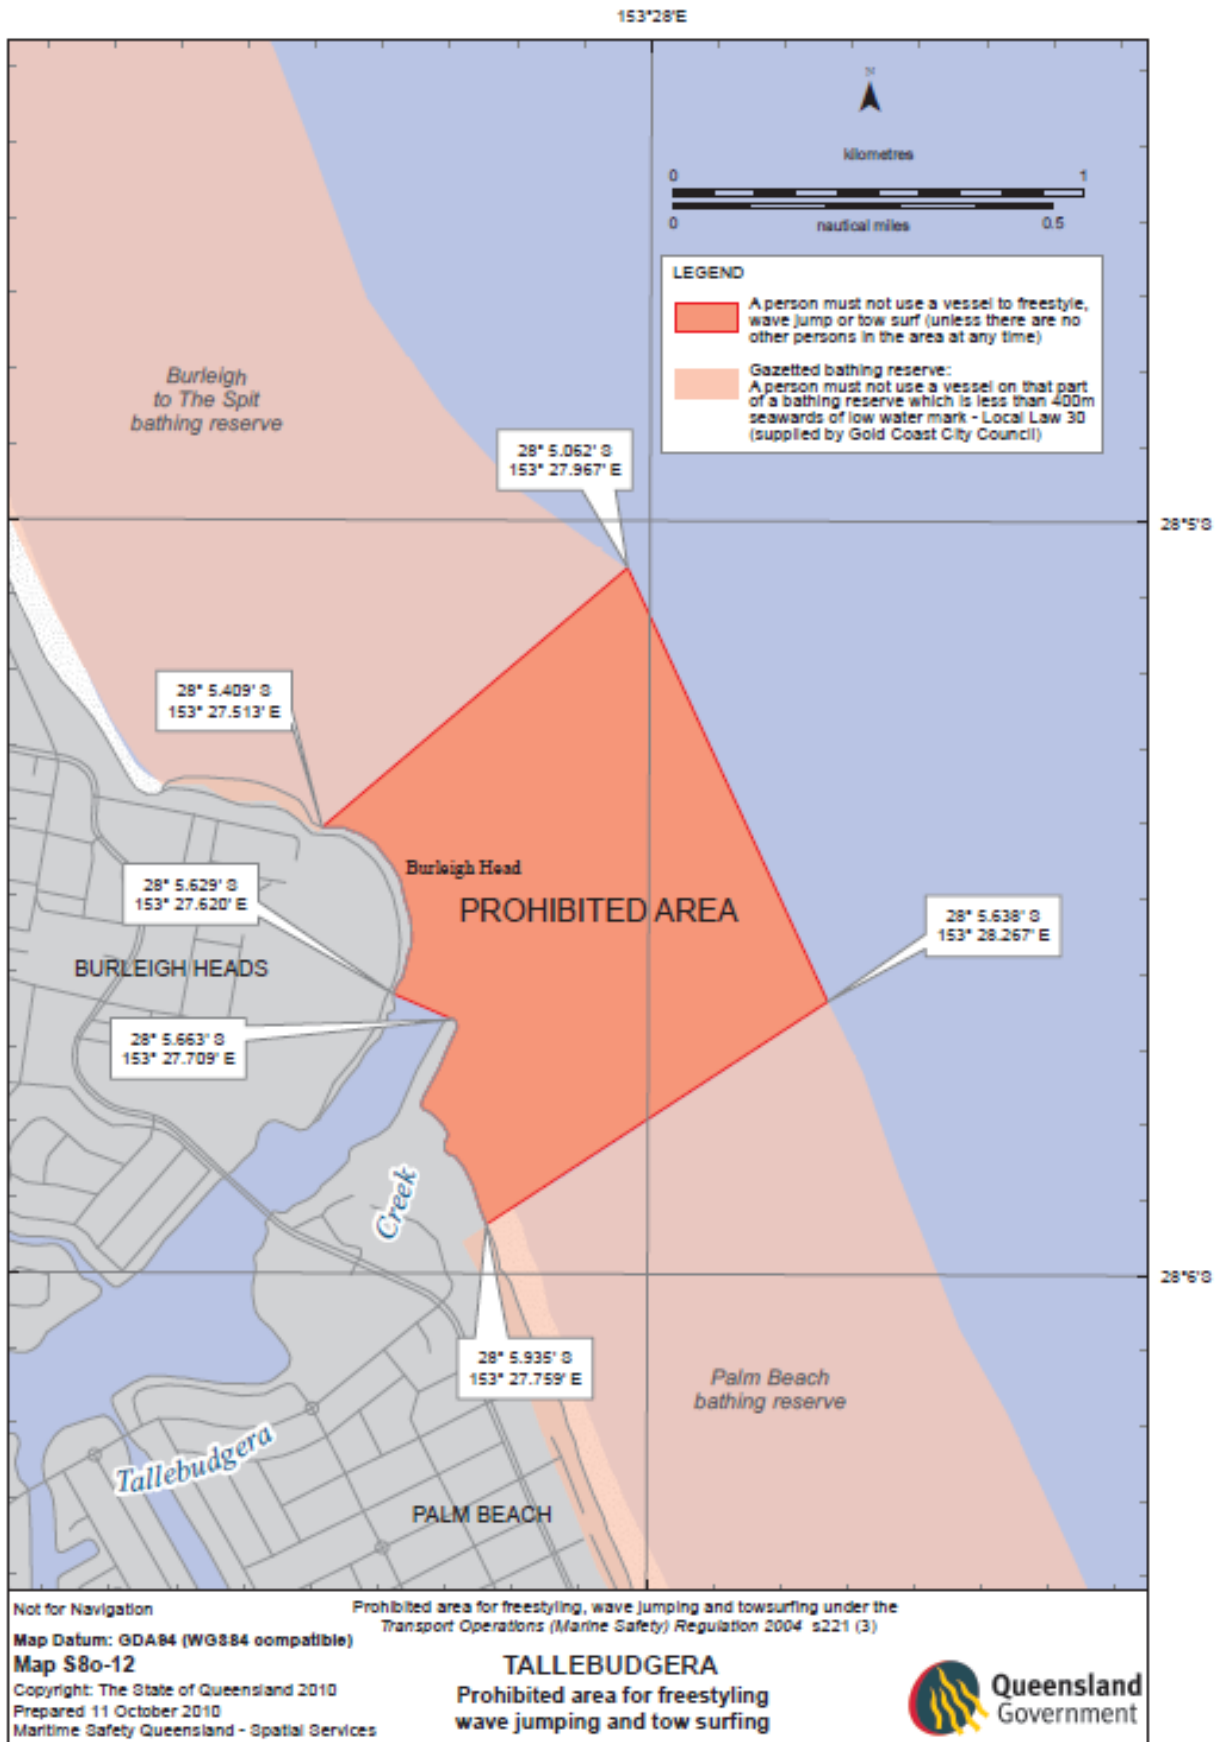 153°28'E
N
kilometres
0 1
0 nautical miles 0.5
LEGEND
A person must not use a vessel to freestyle,
wave jump or tow surf (unless there are no
other persons in the area at any time)
Gazetted bathing reserve:
A person must not use a vessel on that part
of a bathing reserve which is less than 400m
seawards of low water mark - Local Law 30
(supplied by Gold Coast City Council)
Burleigh
to The Spit
bathing reserve
28° 5.062' S
153° 27.967' E
28°5'S
28° 5.409' S
153° 27.513' E
Burleigh Head
PROHIBITED AREA
28° 5.629' S
153° 27.620' E
28° 5.638' S
153° 28.267' E
BURLEIGH HEADS
28° 5.663' S
153° 27.709' E
Creek
28°6'S
28° 5.935' S
153° 27.759' E
Palm Beach
bathing reserve
Tallebudgera
PALM BEACH
Not for Navigation
Map Datum: GDA94 (WGS84 compatible)
Map S8o-12
Copyright: The State of Queensland 2010
Prepared 11 October 2010
Maritime Safety Queensland - Spatial Services
Prohibited area for freestyling, wave jumping and towsurfing under the
Transport Operations (Marine Safety) Regulation 2004 s221 (3)
TALLEBUDGERA
Prohibited area for freestyling
wave jumping and tow surfing
Queensland
Government